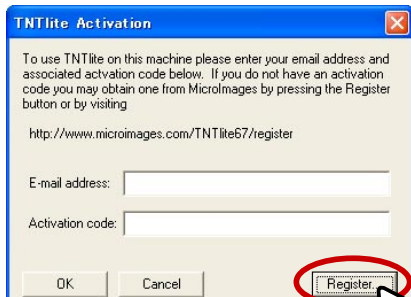 TNTlite Activation
To use TNTlite on this machine please enter your email address and
associated actvation code below. If you do not have an activation
code you may obtain one from MicroImages by pressing the Register
button or by visiting
http://www.microimages.com/TNTlite67/register
E-mail address:
Activation code:
OK Cancel Register...